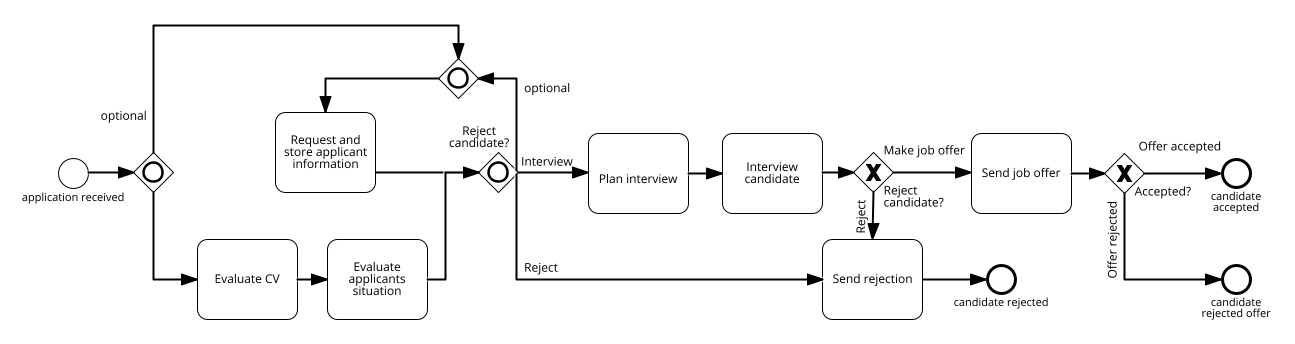 optional
optional
Request and
store applicant
information
Reject
candidate?
application received
Interview
Plan interview
Interview
candidate
Make job offer
Reject
candidate?
Send job offer
Offer accepted
Accepted?
candidate
accepted
Evaluate CV
Evaluate
applicants
situation
Reject
Reject
Send rejection
candidate rejected
Offer rejected
candidate
rejected offer